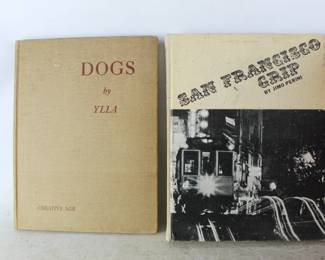 DOGS
by
YLLA
CREATIVE AGE
SAN FRANCISCO
GRIP
BY JIMO PERINI